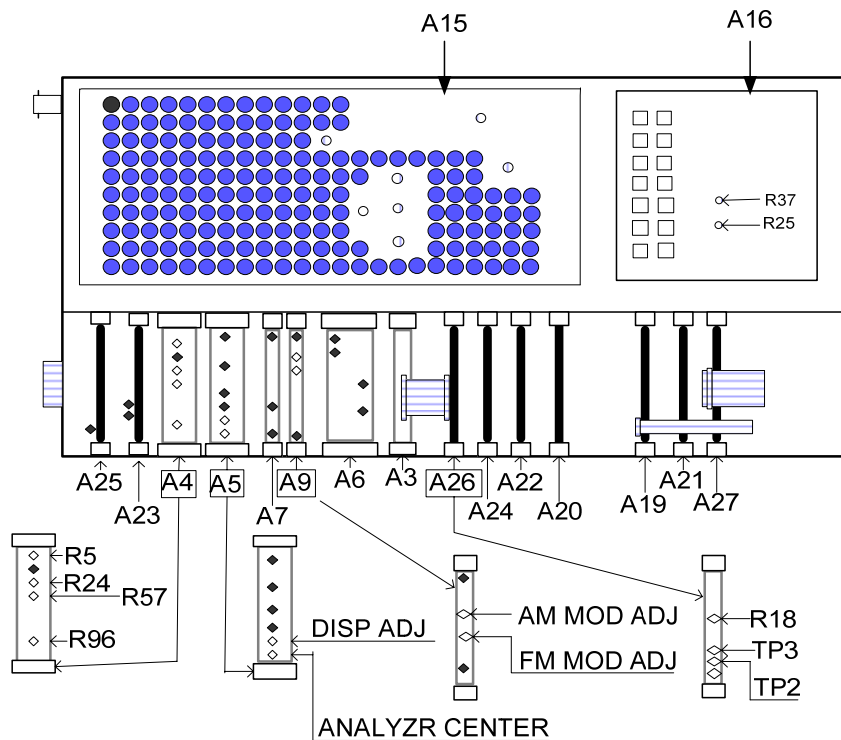 A15
A16
R37
R25
A25
A4
A5
A9
A6
A3
A26
A22
A21
A23
A7
A24
A20
A19
A27
R5
R24
R57
R96
DISP ADJ
ANALYZR CENTER
AM MOD ADJ
FM MOD ADJ
R18
TP3
TP2